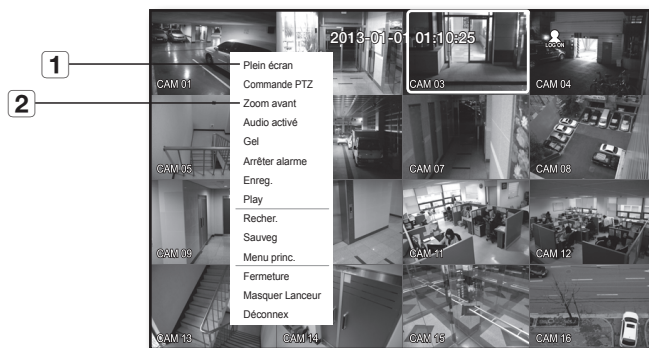 2013-01-01 01:10:25
LOG ON
CAM 01
CAM 03
CAM 04
1
2
Plein écran
Commande PTZ
Zoom avant
Audio activé
Gel
Arrêter alarme
Enreg.
Play
Recher.
Sauveg
Menu princ.
Fermeture
Masquer Lanceur
Déconnex
CAM 05
CAM 07
CAM 08
CAM 09
CAM 11
CAM 12
CAM 13
CAM 14
CAM 15
CAM 16